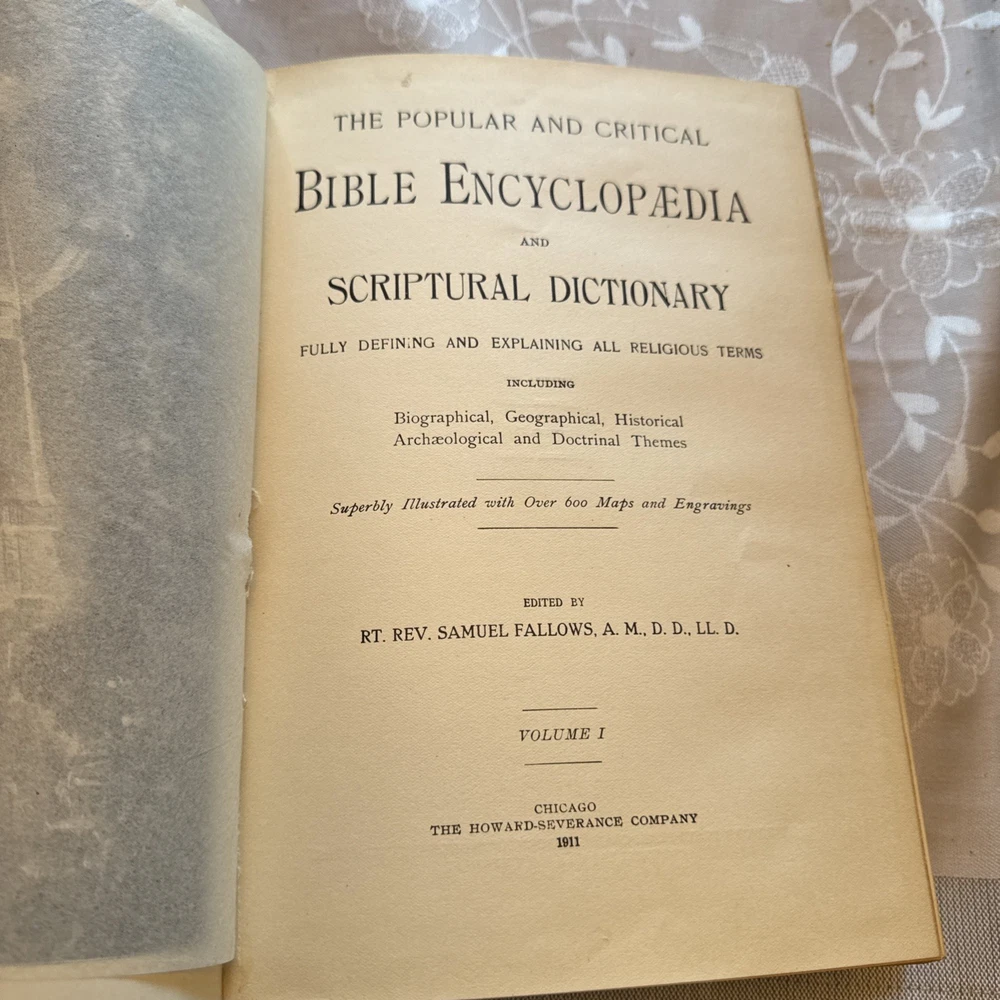 THE POPULAR AND CRITICAL
BIBLE ENCYCLOPÆDIA
AND
SCRIPTURAL DICTIONARY
FULLY DEFINING AND EXPLAINING ALL RELIGIOUS TERMS
INCLUDING
Biographical, Geographical, Historical
Archæological and Doctrinal Themes
Superbly Illustrated with Over 600 Maps and Engravings
EDITED BY
RT. REV. SAMUEL FALLOWS, A. M., D. D., LL. D.
VOLUME I
CHICAGO
THE HOWARD-SEVERANCE COMPANY
1911